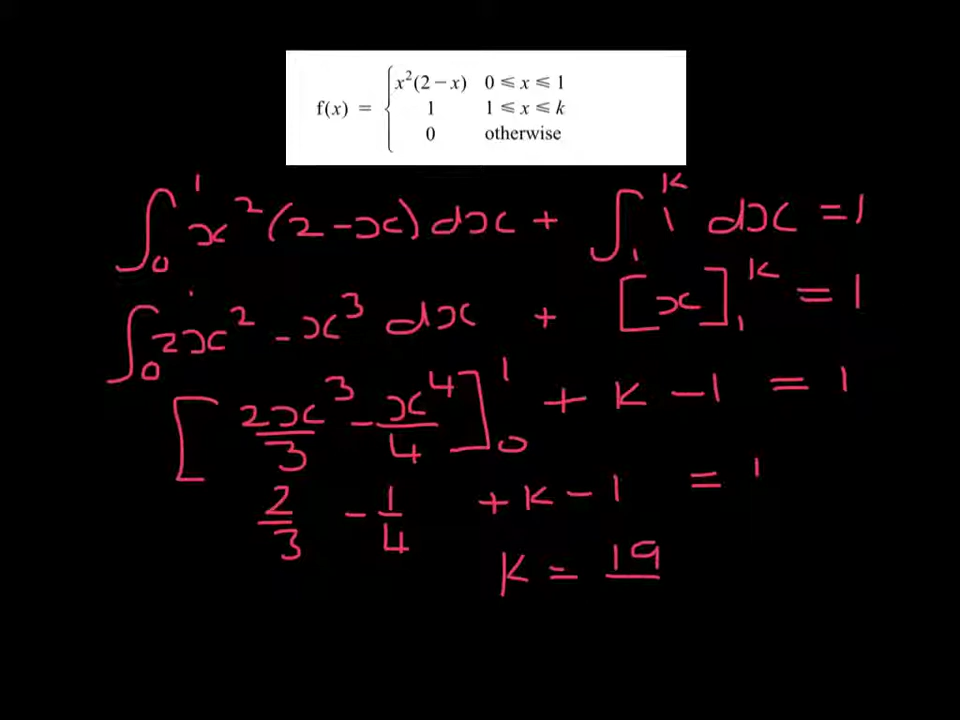 f(x) = { x²(2−x) 0 ⩽ x ⩽ 1
1 1 ⩽ x ⩽ k
0 otherwise
∫₀¹ x²(2−x) dx + ∫₁ᴷ 1 dx = 1
∫₀ 2x² − x³ dx + [x]₁ᴷ = 1
[2x³/3 − x⁴/4]₀¹ + K − 1 = 1
2/3 − 1/4 + K − 1 = 1
K = 19/